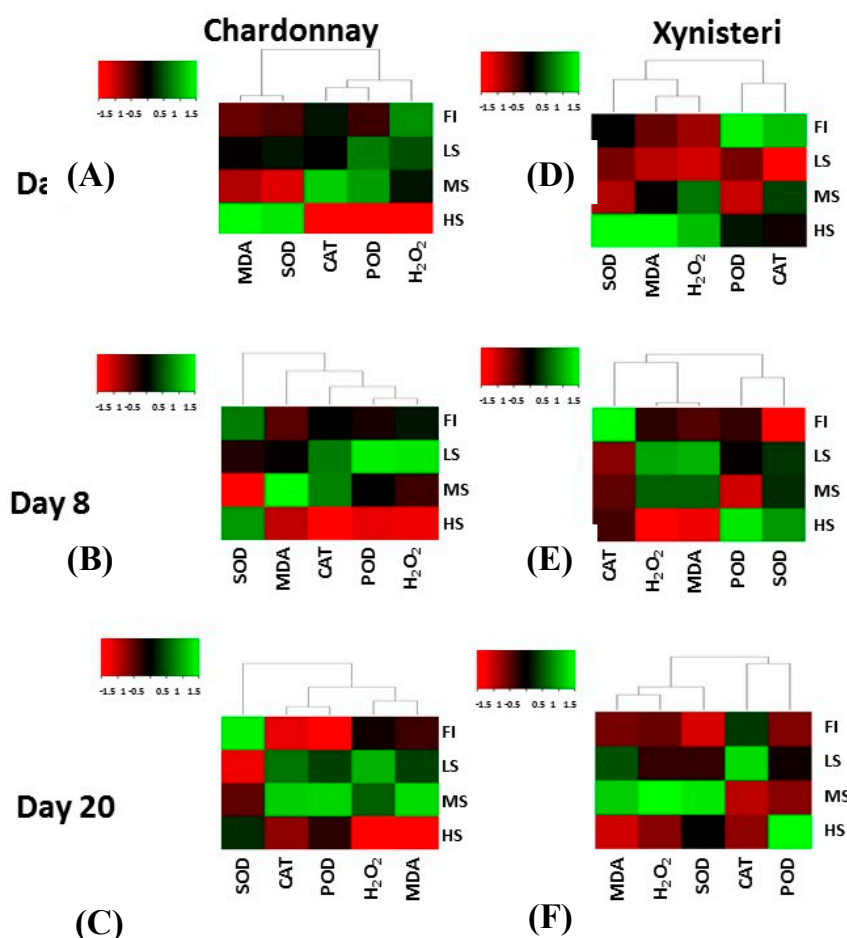 Chardonnay
Xynisteri
-1.5 1 -0.5 0.5 1 1.5
FI
LS
MS
HS
MDA SOD CAT POD H₂O₂
(A)
-1.5 1 -0.5 0.5 1 1.5
FI
LS
MS
HS
SOD MDA H₂O₂ POD CAT
(D)
Day 8
-1.5 1 -0.5 0.5 1 1.5
FI
LS
MS
HS
SOD MDA CAT POD H₂O₂
(B)
-1.5 1 -0.5 0.5 1 1.5
FI
LS
MS
HS
CAT H₂O₂ MDA POD SOD
(E)
Day 20
-1.5 1 -0.5 0.5 1 1.5
FI
LS
MS
HS
SOD CAT POD H₂O₂ MDA
(C)
-1.5 1 -0.5 0.5 1 1.5
FI
LS
MS
HS
MDA H₂O₂ SOD CAT POD
(F)